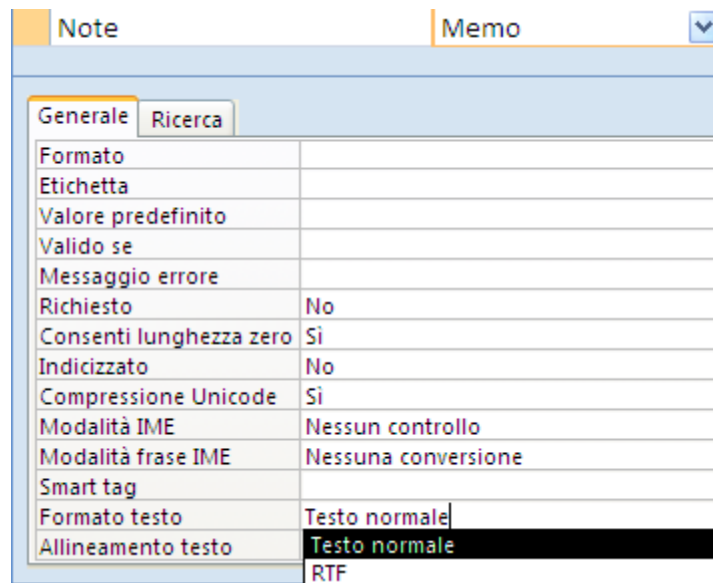 Note Memo
Generale Ricerca
Formato
Etichetta
Valore predefinito
Valido se
Messaggio errore
Richiesto No
Consenti lunghezza zero Sì
Indicizzato No
Compressione Unicode Sì
Modalità IME Nessun controllo
Modalità frase IME Nessuna conversione
Smart tag
Formato testo Testo normale
Allineamento testo Testo normale
RTF